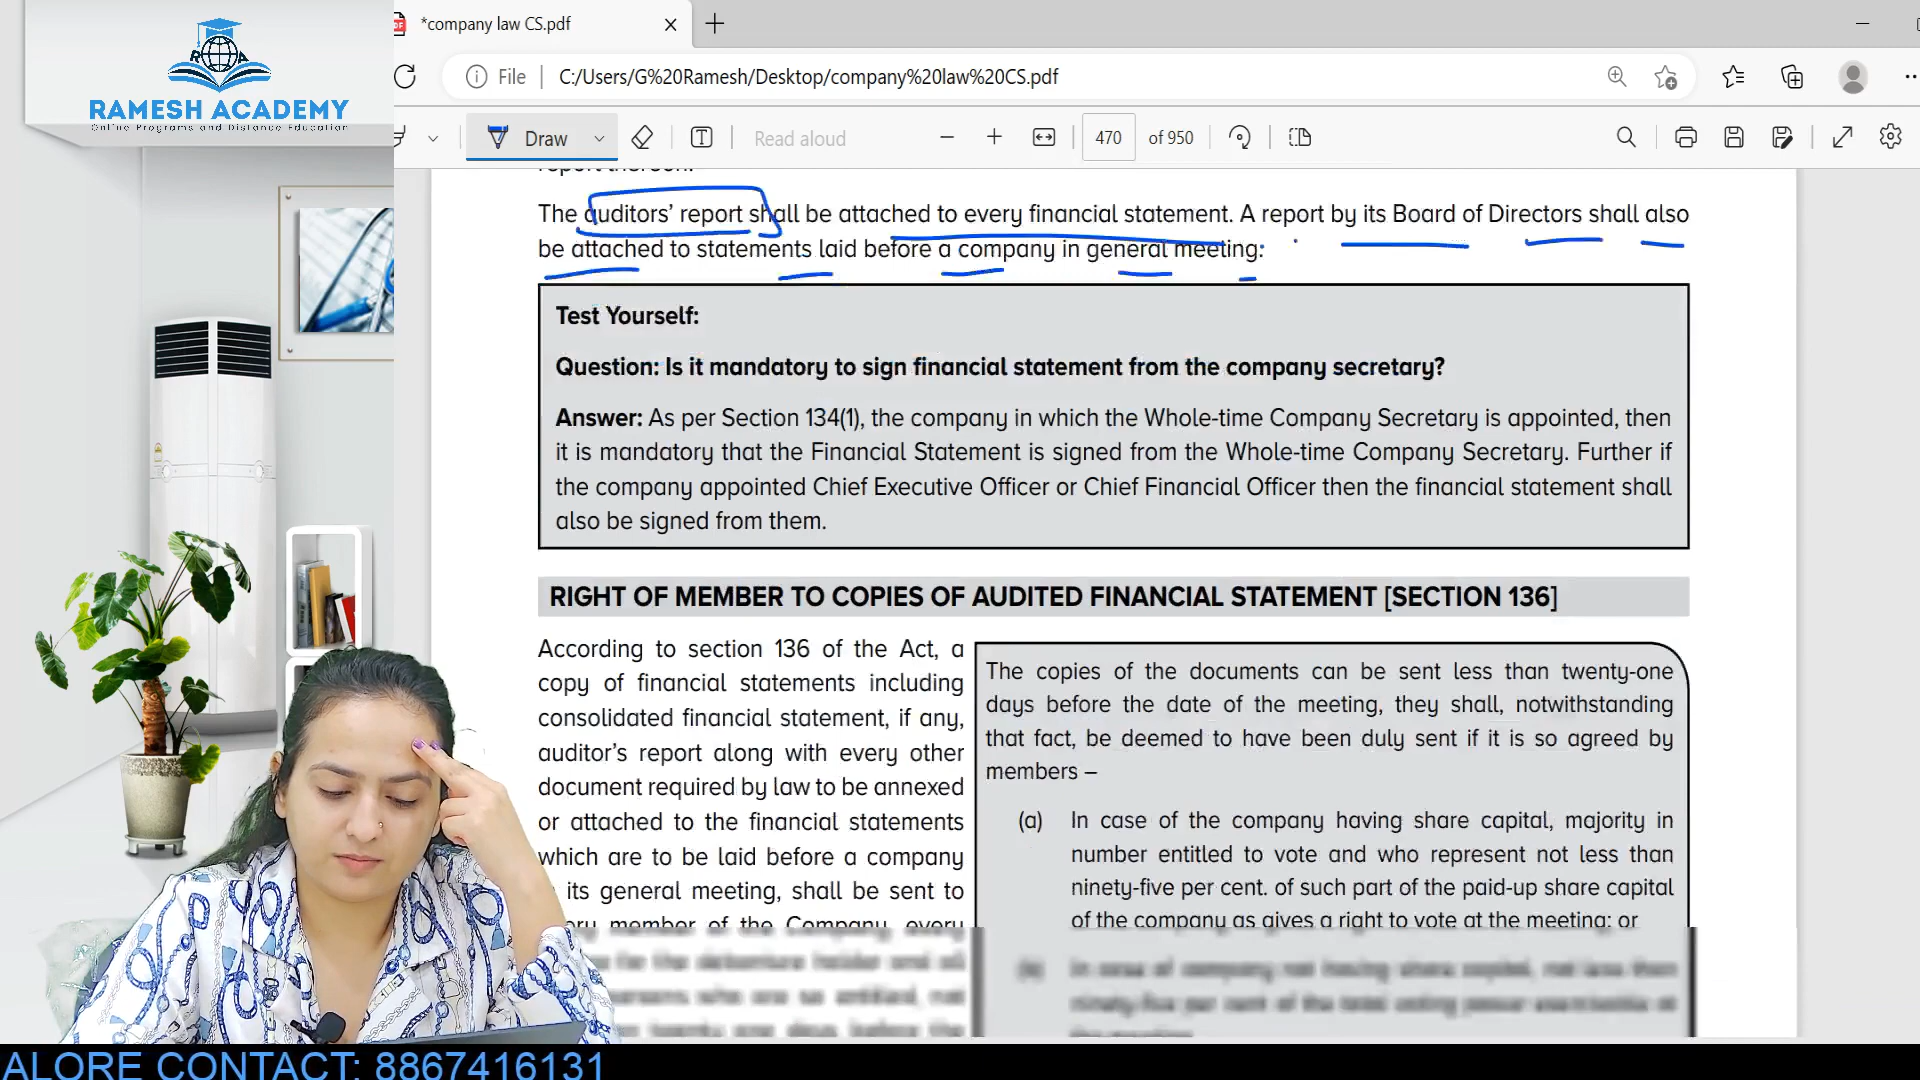 *company law CS.pdf
File C:/Users/G%20Ramesh/Desktop/company%20law%20CS.pdf
RAMESH ACADEMY
Online Programs and Distance Education
Draw T Read aloud 470 of 950
report thereon.
The auditors' report shall be attached to every financial statement. A report by its Board of Directors shall also
be attached to statements laid before a company in general meeting.
Test Yourself:
Question: Is it mandatory to sign financial statement from the company secretary?
Answer: As per Section 134(1), the company in which the Whole-time Company Secretary is appointed, then
it is mandatory that the Financial Statement is signed from the Whole-time Company Secretary. Further if
the company appointed Chief Executive Officer or Chief Financial Officer then the financial statement shall
also be signed from them.
RIGHT OF MEMBER TO COPIES OF AUDITED FINANCIAL STATEMENT [SECTION 136]
According to section 136 of the Act, a
copy of financial statements including
consolidated financial statement, if any,
auditor's report along with every other
document required by law to be annexed
or attached to the financial statements
which are to be laid before a company
its general meeting, shall be sent to
member of the Company, every
The copies of the documents can be sent less than twenty-one
days before the date of the meeting, they shall, notwithstanding
that fact, be deemed to have been duly sent if it is so agreed by
members –
(a) In case of the company having share capital, majority in
number entitled to vote and who represent not less than
ninety-five per cent. of such part of the paid-up share capital
of the company as gives a right to vote at the meeting; or
ALORE CONTACT: 8867416131